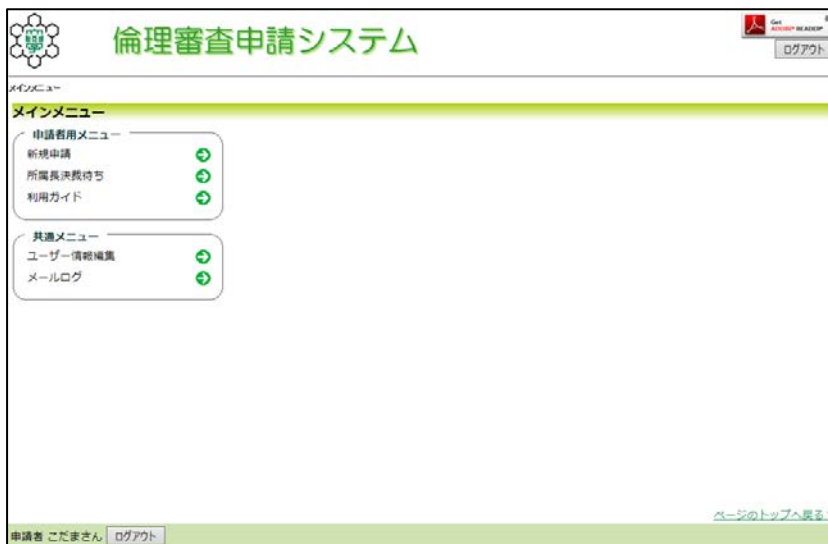 倫理審査申請システム
Get
ADOBE® READER®
ログアウト
メインメニュー
メインメニュー
申請者用メニュー
新規申請
所属長決裁待ち
利用ガイド
共通メニュー
ユーザー情報編集
メールログ
ページのトップへ戻る
申請者 こだまさん ログアウト